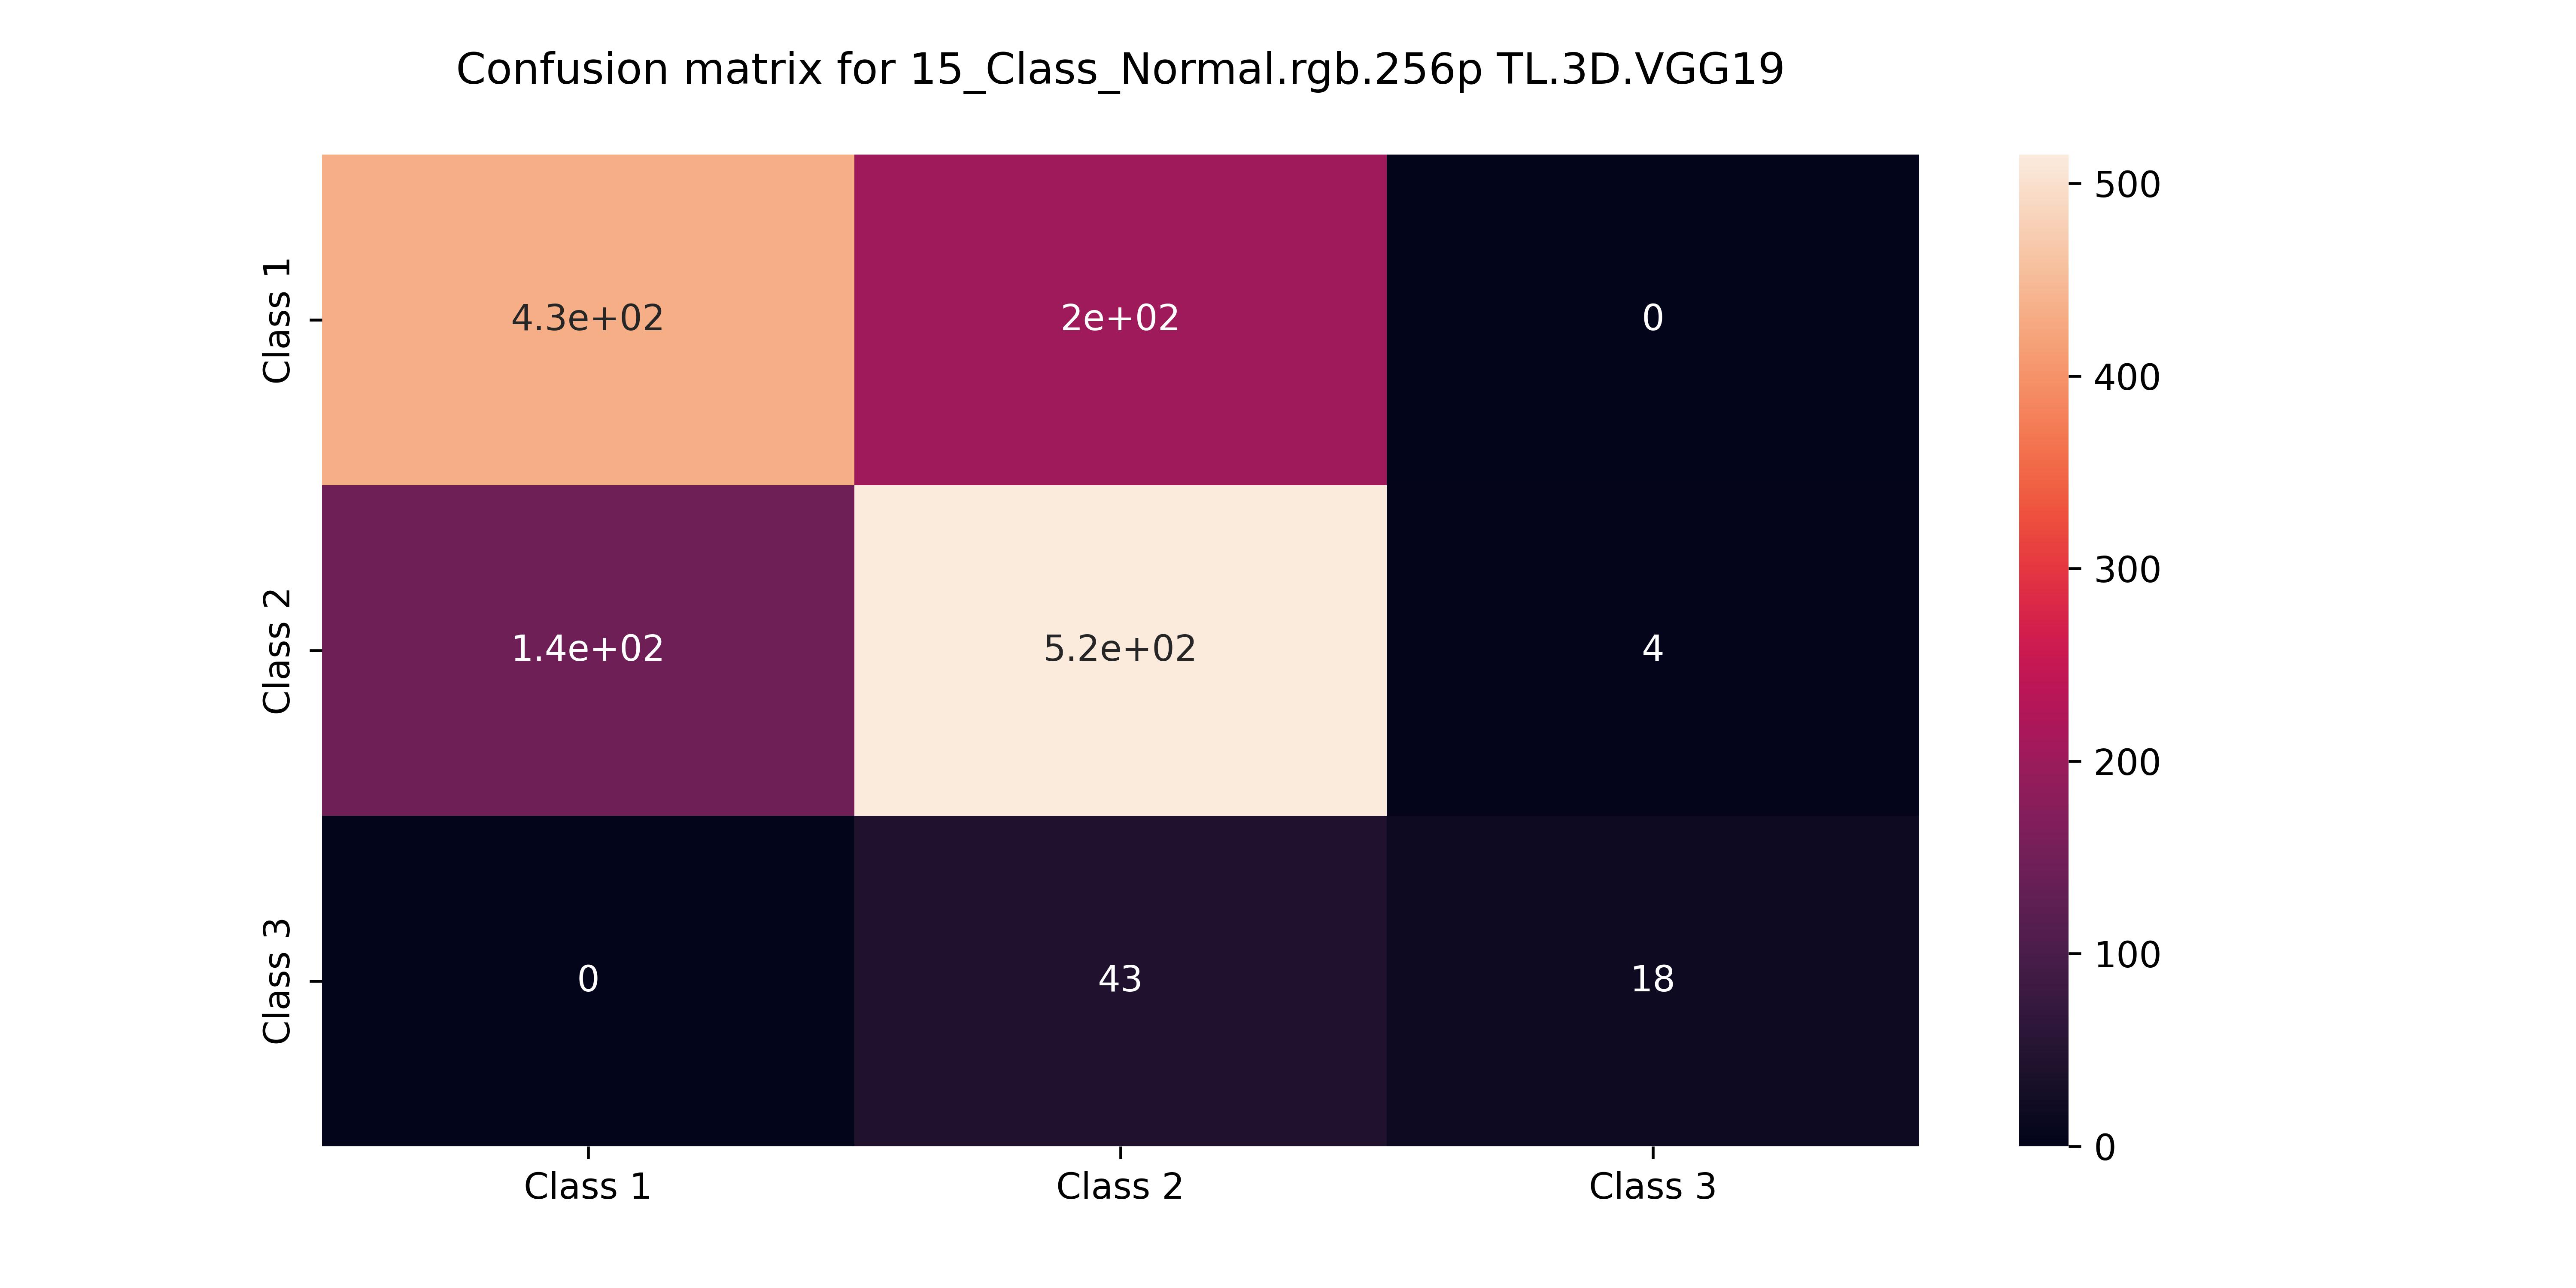 Confusion matrix for 15_Class_Normal.rgb.256p TL.3D.VGG19
Class 1
4.3e+02 2e+02 0
Class 2
1.4e+02 5.2e+02 4
Class 3
0 43 18
Class 1 Class 2 Class 3
500
400
300
200
100
0